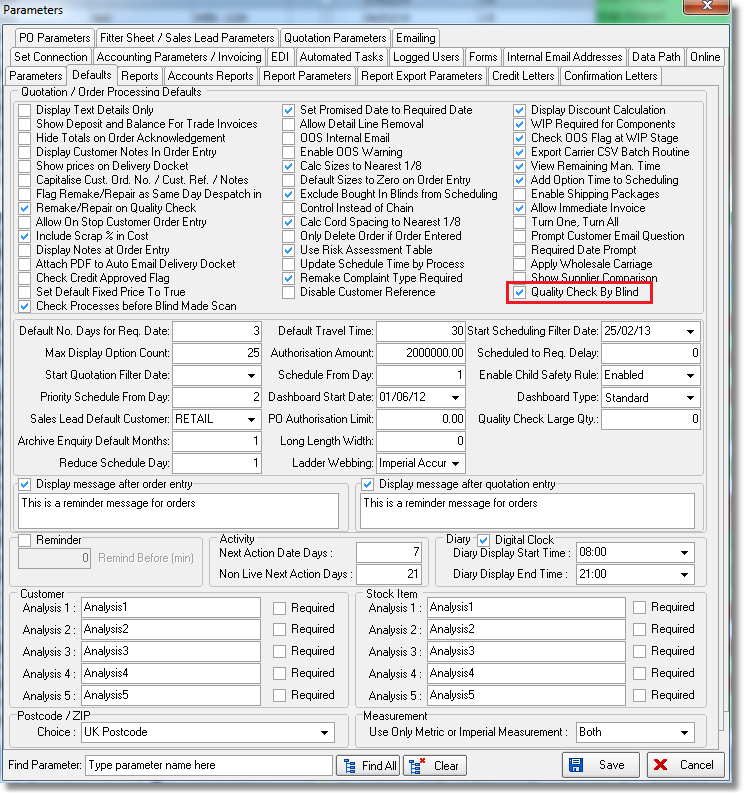 Parameters
PO Parameters Fitter Sheet / Sales Lead Parameters Quotation Parameters Emailing
Set Connection Accounting Parameters / Invoicing EDI Automated Tasks Logged Users Forms Internal Email Addresses Data Path Online
Parameters Defaults Reports Accounts Reports Report Parameters Report Export Parameters Credit Letters Confirmation Letters
Quotation / Order Processing Defaults
Display Text Details Only Set Promised Date to Required Date Display Discount Calculation
Show Deposit and Balance For Trade Invoices Allow Detail Line Removal WIP Required for Components
Hide Totals on Order Acknowledgement OOS Internal Email Check OOS Flag at WIP Stage
Display Customer Notes In Order Entry Enable OOS Warning Export Carrier CSV Batch Routine
Show prices on Delivery Docket Calc Sizes to Nearest 1/8 View Remaining Man. Time
Capitalise Cust. Ord. No. / Cust. Ref. / Notes Default Sizes to Zero on Order Entry Add Option Time to Scheduling
Flag Remake/Repair as Same Day Despatch in Exclude Bought In Blinds from Scheduling Enable Shipping Packages
Remake/Repair on Quality Check Control Instead of Chain Allow Immediate Invoice
Allow On Stop Customer Order Entry Calc Cord Spacing to Nearest 1/8 Turn One, Turn All
Include Scrap % in Cost Only Delete Order if Order Entered Prompt Customer Email Question
Display Notes at Order Entry Use Risk Assessment Table Required Date Prompt
Attach PDF to Auto Email Delivery Docket Update Schedule Time by Process Apply Wholesale Carriage
Check Credit Approved Flag Remake Complaint Type Required Show Supplier Comparison
Set Default Fixed Price To True Disable Customer Reference Quality Check By Blind
Check Processes before Blind Made Scan
Default No. Days for Req. Date: 3 Default Travel Time: 30 Start Scheduling Filter Date: 25/02/13
Max Display Option Count: 25 Authorisation Amount: 2000000.00 Scheduled to Req. Delay: 0
Start Quotation Filter Date: Schedule From Day: 1 Enable Child Safety Rule: Enabled
Priority Schedule From Day: 2 Dashboard Start Date: 01/06/12 Dashboard Type: Standard
Sales Lead Default Customer: RETAIL PO Authorisation Limit: 0.00 Quality Check Large Qty.: 0
Archive Enquiry Default Months: 1 Long Length Width: 0
Reduce Schedule Day: 1 Ladder Webbing: Imperial Accur
Display message after order entry Display message after quotation entry
This is a reminder message for orders This is a reminder message for orders
Reminder Activity Diary Digital Clock
0 Remind Before (min) Next Action Date Days : 7 Diary Display Start Time : 08:00
Non Live Next Action Days : 21 Diary Display End Time : 21:00
Customer Stock Item
Analysis 1 : Analysis1 Required Analysis 1 : Analysis1 Required
Analysis 2 : Analysis2 Required Analysis 2 : Analysis2 Required
Analysis 3 : Analysis3 Required Analysis 3 : Analysis3 Required
Analysis 4 : Analysis4 Required Analysis 4 : Analysis4 Required
Analysis 5 : Analysis5 Required Analysis 5 : Analysis5 Required
Postcode / ZIP Measurement
Choice : UK Postcode Use Only Metric or Imperial Measurement : Both
Find Parameter: Type parameter name here Find All Clear Save Cancel